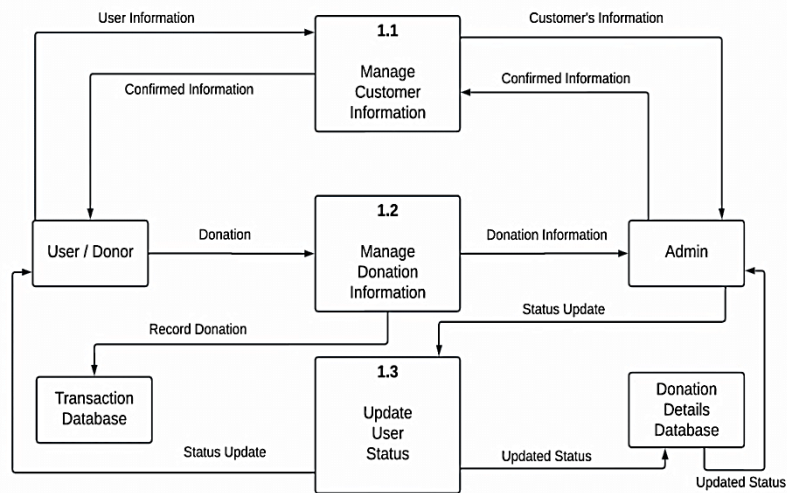 User Information
1.1
Customer's Information
Manage
Customer
Information
Confirmed Information
Confirmed Information
User / Donor
Donation
1.2
Manage
Donation
Information
Donation Information
Admin
Record Donation
Status Update
Transaction
Database
1.3
Update
User
Status
Donation
Details
Database
Status Update
Updated Status
Updated Status